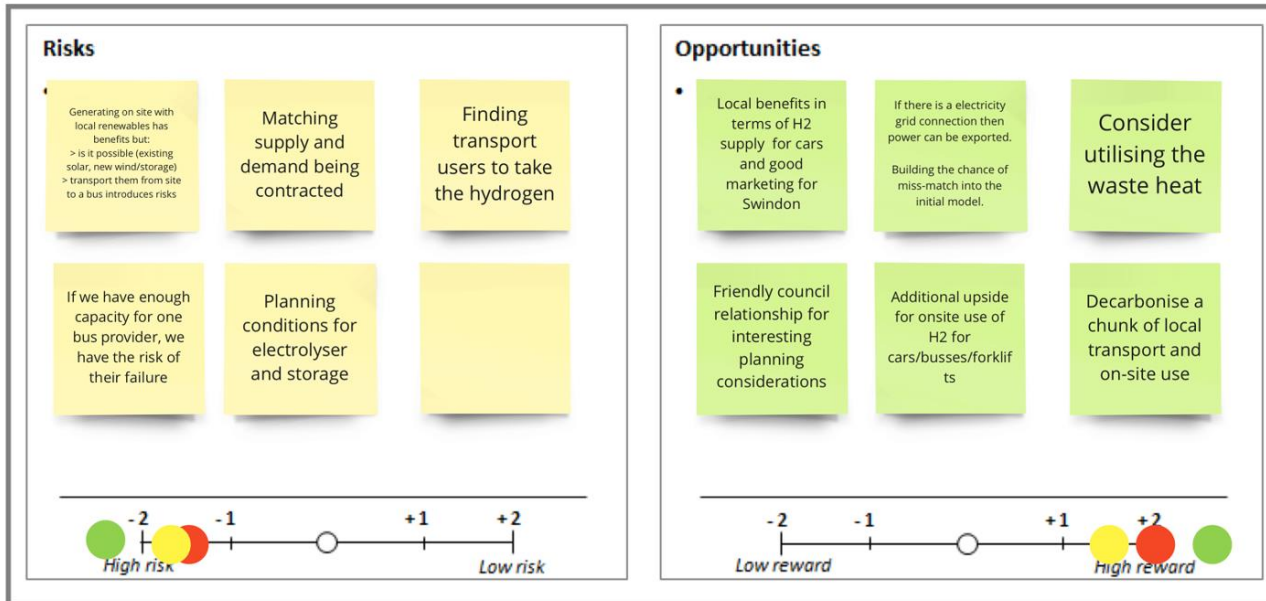 Risks
Generating on site with
local renewables has
benefits but:
> is it possible (existing
solar, new wind/storage)
> transport them from site
to a bus introduces risks
Matching
supply and
demand being
contracted
Finding
transport
users to take
the hydrogen
If we have enough
capacity for one
bus provider, we
have the risk of
their failure
Planning
conditions for
electrolyser
and storage
-2
-1
+1
+2
High risk
Low risk
Opportunities
Local benefits in
terms of H2
supply for cars
and good
marketing for
Swindon
If there is a electricity
grid connection then
power can be exported.
Building the chance of
miss-match into the
initial model.
Consider
utilising the
waste heat
Friendly council
relationship for
interesting
planning
considerations
Additional upside
for onsite use of
H2 for
cars/busses/forklif
ts
Decarbonise a
chunk of local
transport and
on-site use
-2
-1
+1
+2
Low reward
High reward